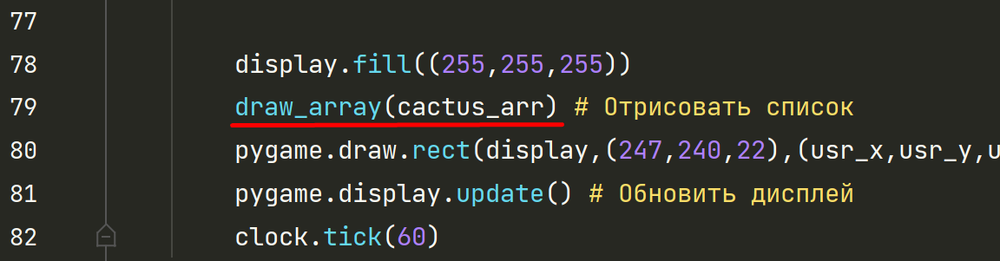 77
78 display.fill((255,255,255))
79 draw_array(cactus_arr) # Отрисовать список
80 pygame.draw.rect(display,(247,240,22),(usr_x,usr_y,u
81 pygame.display.update() # Обновить дисплей
82 clock.tick(60)